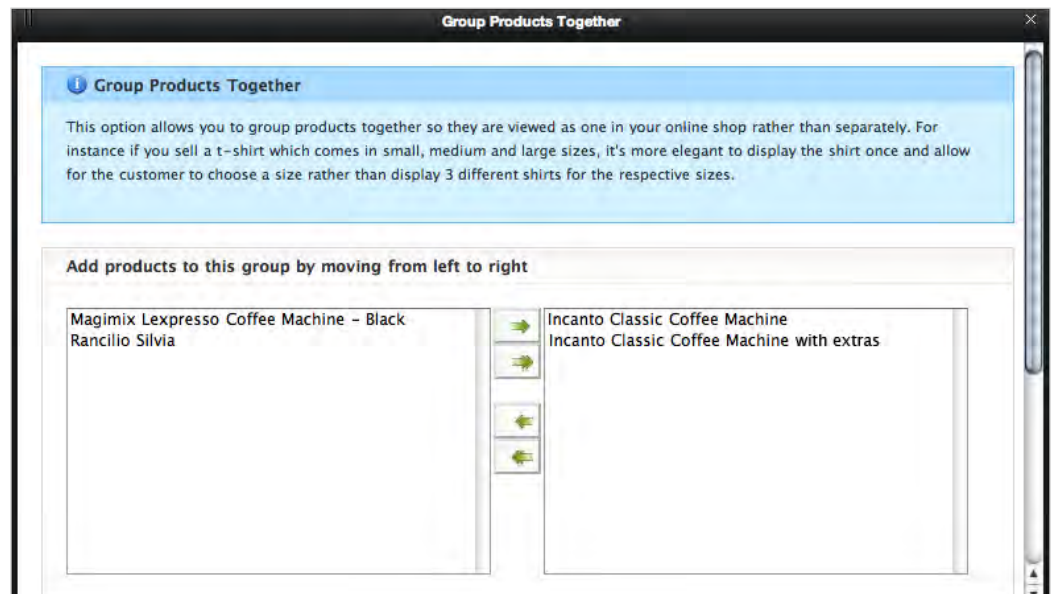 Group Products Together
Group Products Together
This option allows you to group products together so they are viewed as one in your online shop rather than separately. For
instance if you sell a t-shirt which comes in small, medium and large sizes, it's more elegant to display the shirt once and allow
for the customer to choose a size rather than display 3 different shirts for the respective sizes.
Add products to this group by moving from left to right
Magimix Lexpresso Coffee Machine - Black
Rancilio Silvia
Incanto Classic Coffee Machine
Incanto Classic Coffee Machine with extras